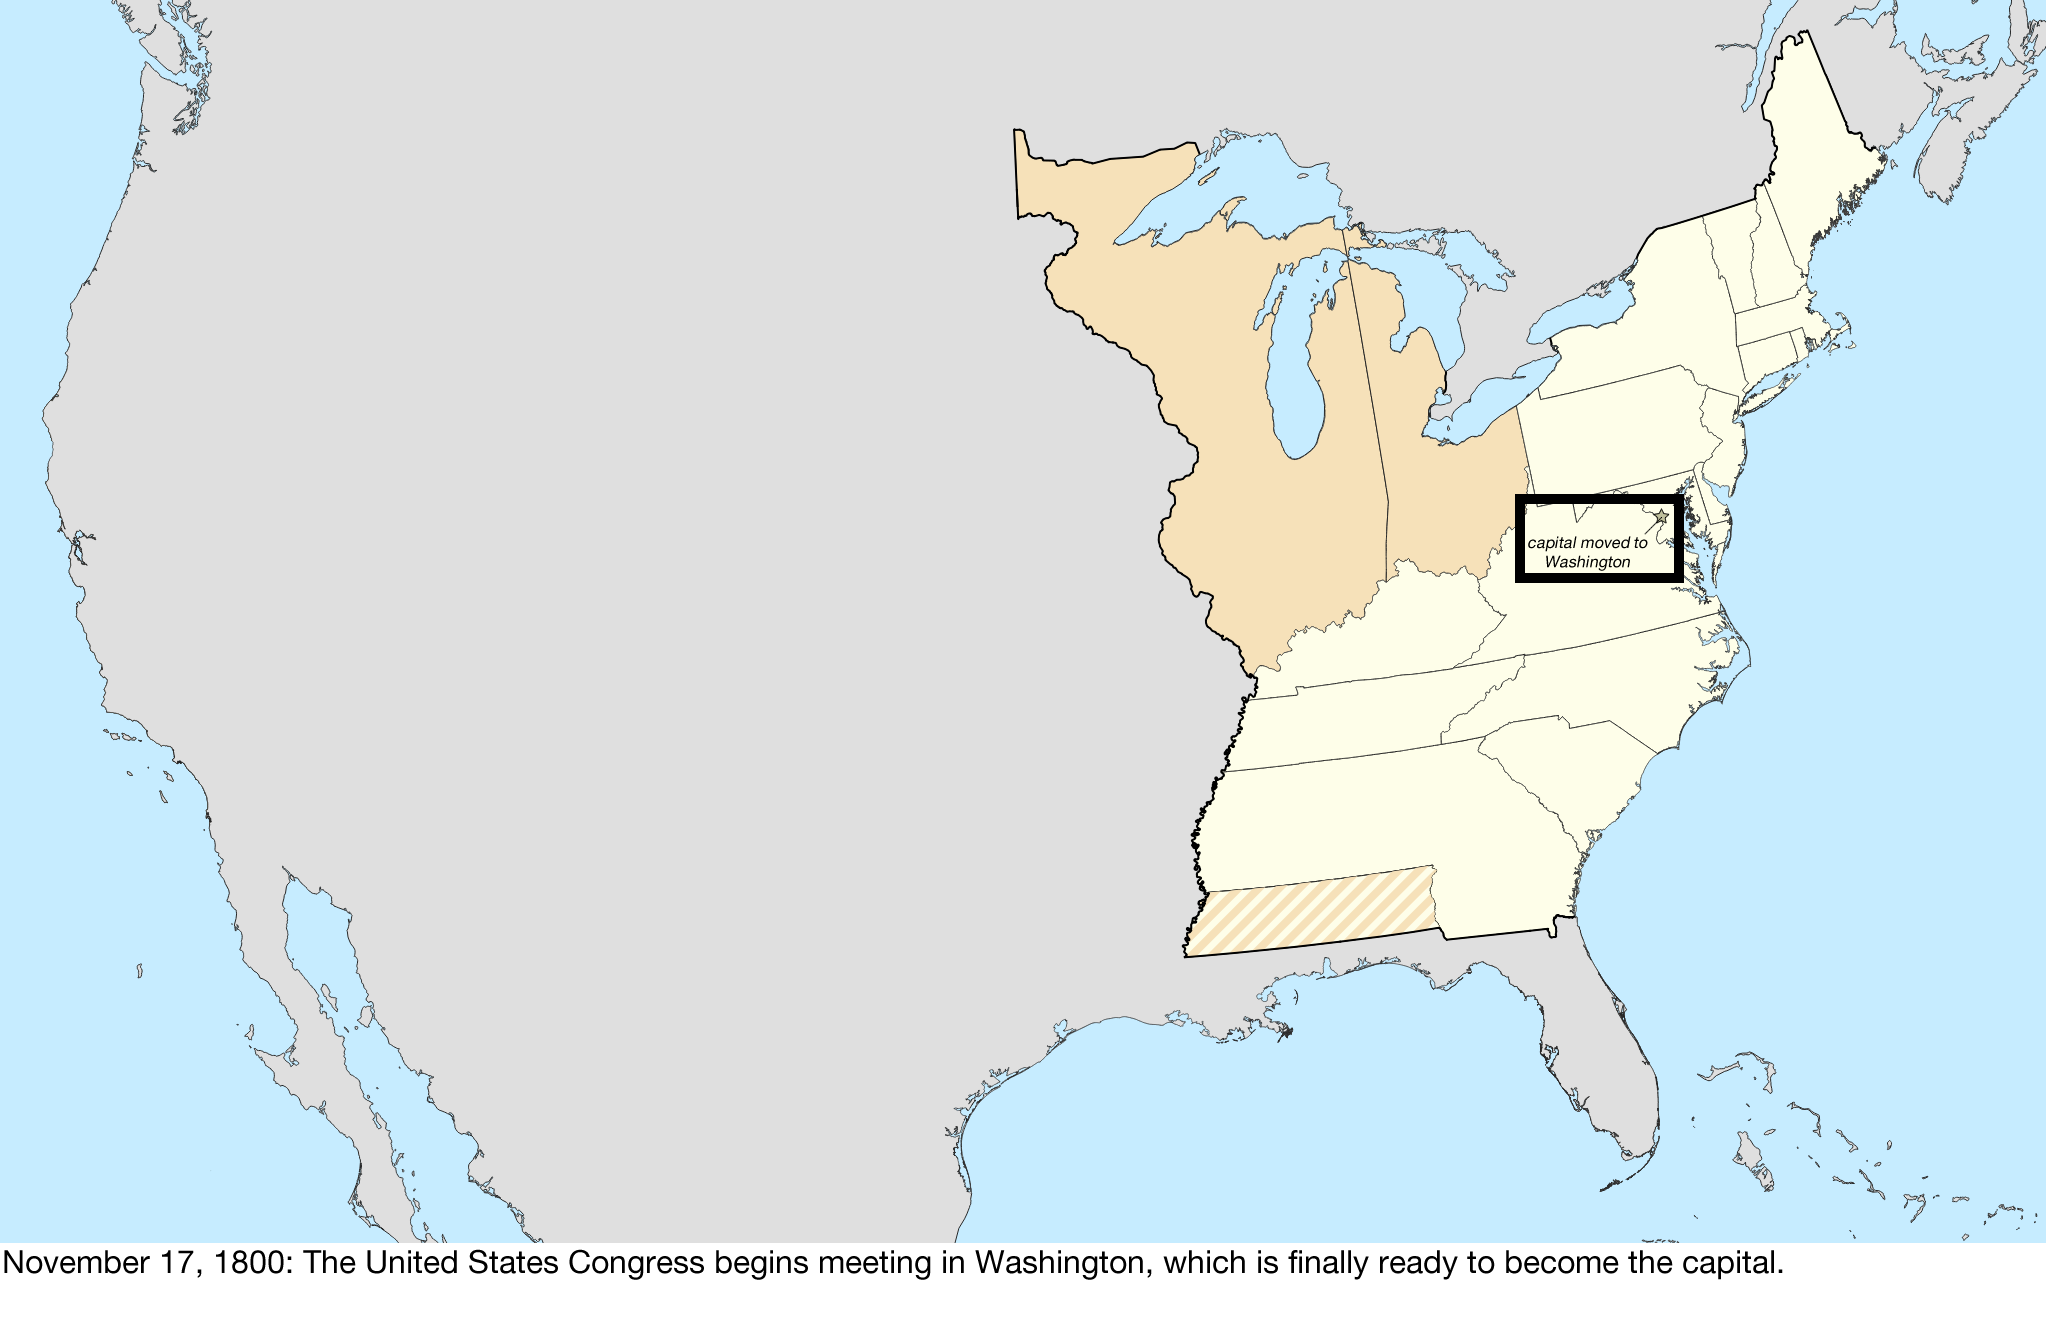 capital moved to
Washington
November 17, 1800: The United States Congress begins meeting in Washington, which is finally ready to become the capital.